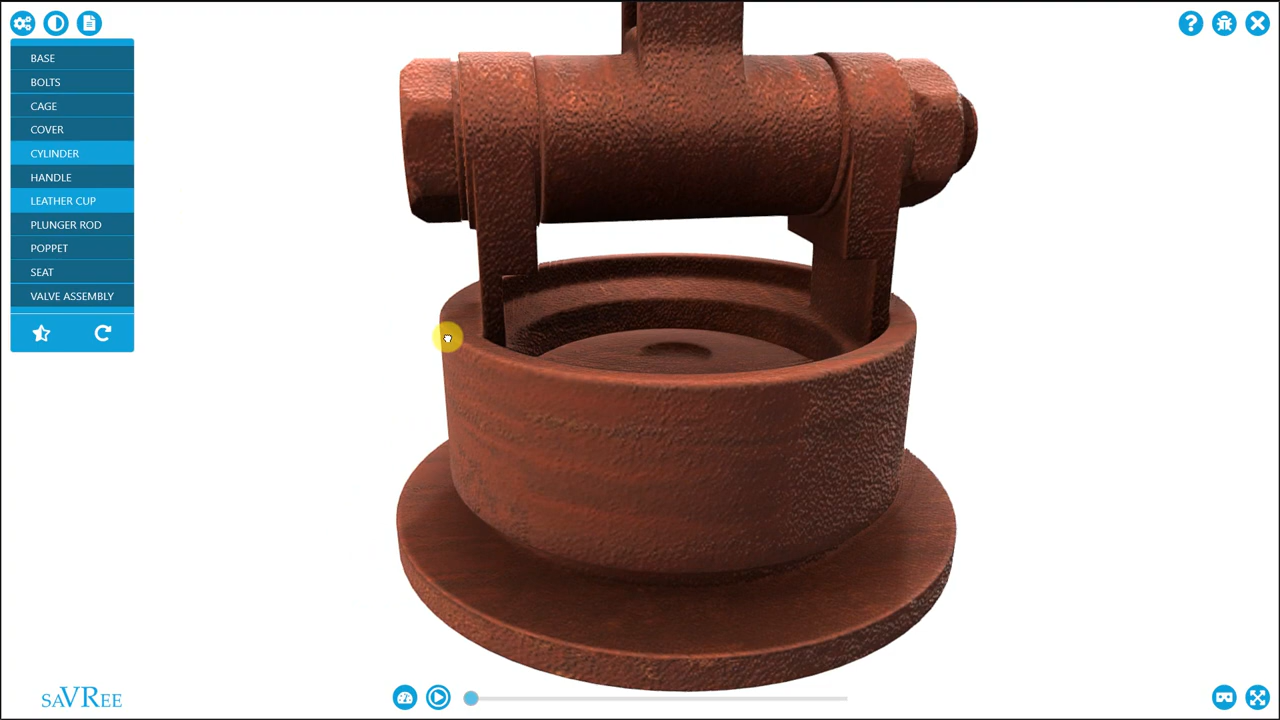 BASE
BOLTS
CAGE
COVER
CYLINDER
HANDLE
LEATHER CUP
PLUNGER ROD
POPPET
SEAT
VALVE ASSEMBLY
?
saVRee